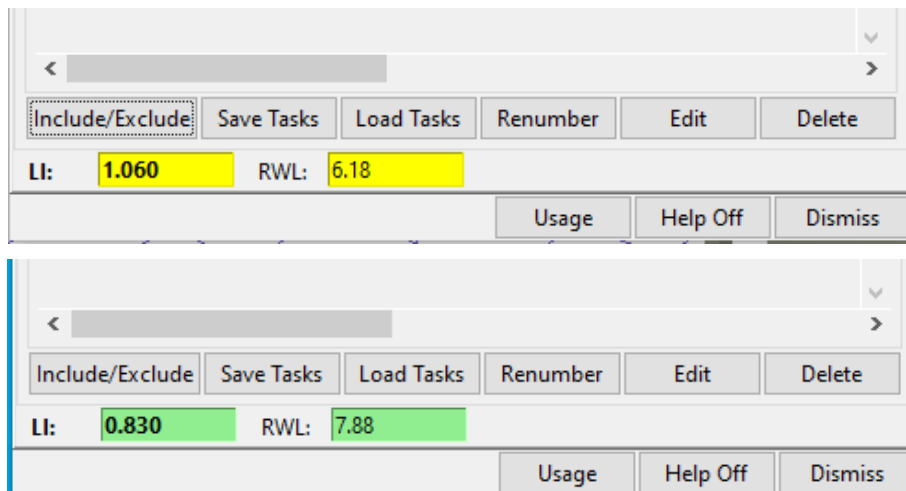 Include/Exclude Save Tasks Load Tasks Renumber Edit Delete
LI: 1.060 RWL: 6.18
Usage Help Off Dismiss
Include/Exclude Save Tasks Load Tasks Renumber Edit Delete
LI: 0.830 RWL: 7.88
Usage Help Off Dismiss